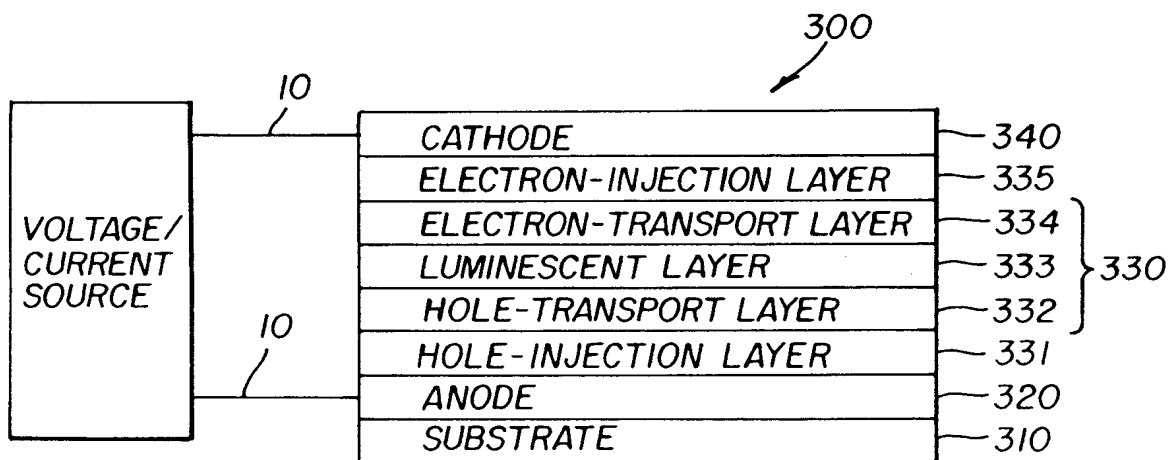 300
10
CATHODE
340
ELECTRON-INJECTION LAYER
335
VOLTAGE/
CURRENT
SOURCE
ELECTRON-TRANSPORT LAYER
334
LUMINESCENT LAYER
333
330
HOLE-TRANSPORT LAYER
332
10
HOLE-INJECTION LAYER
331
ANODE
320
SUBSTRATE
310